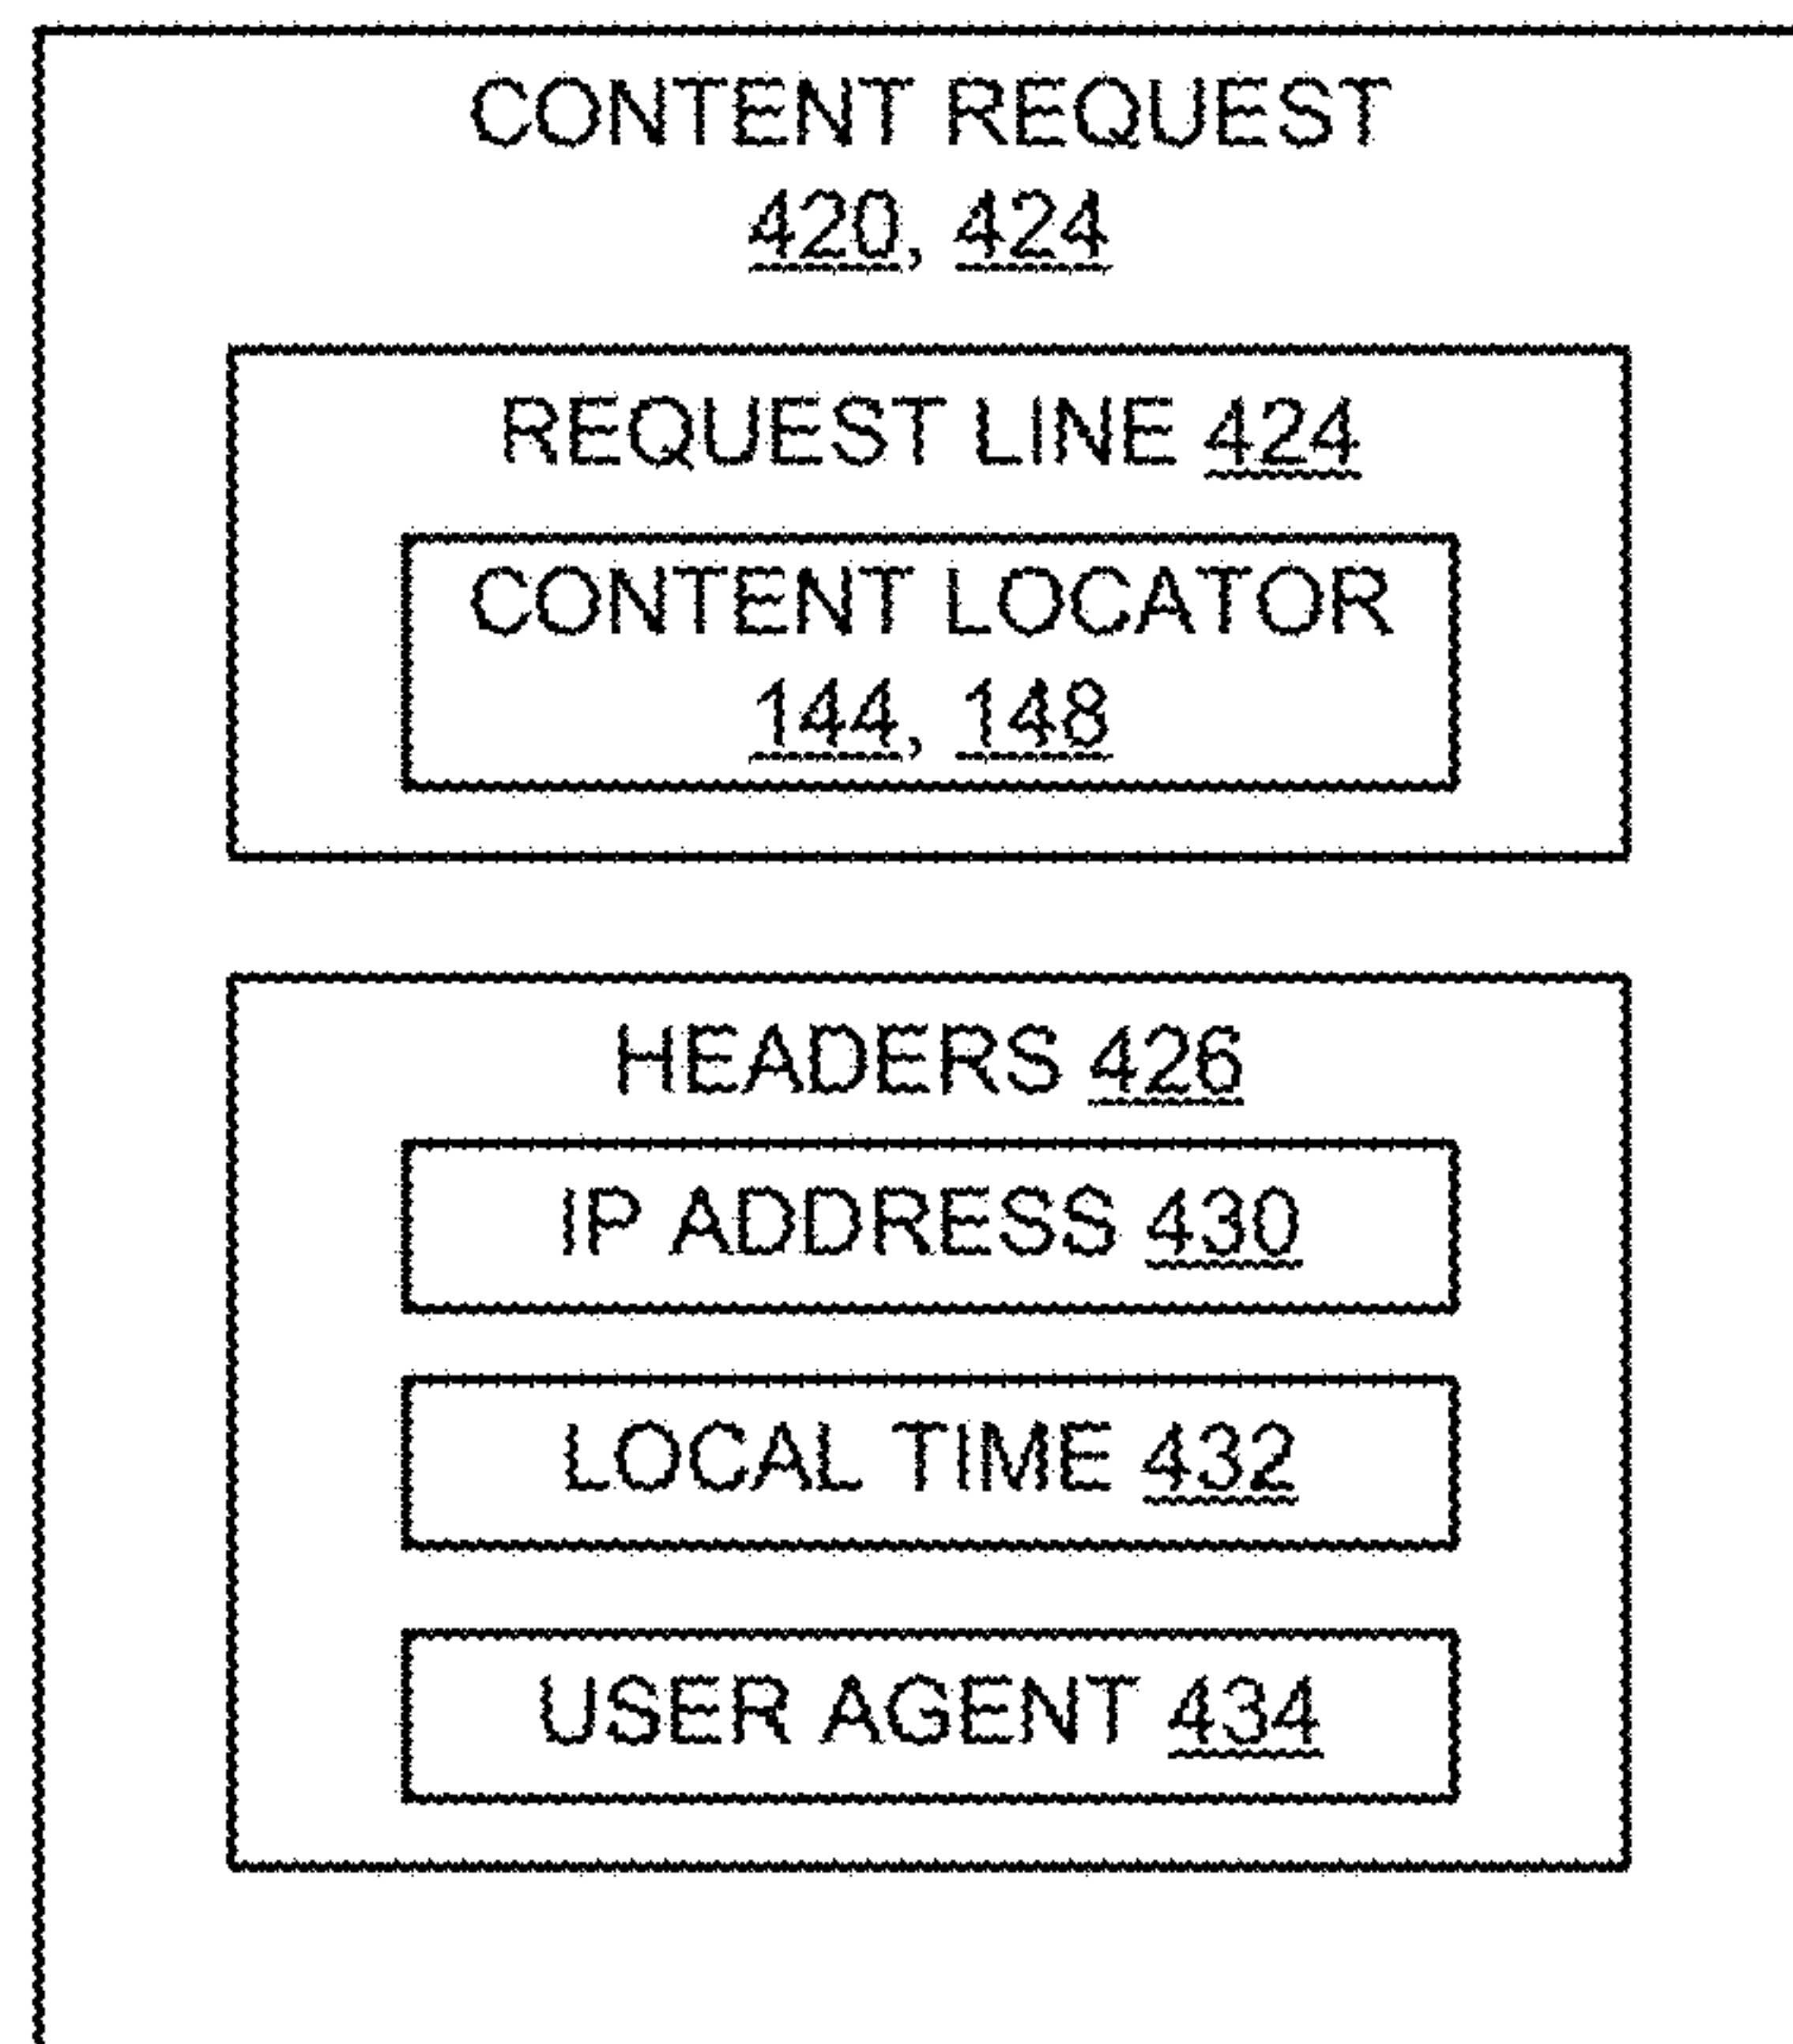 CONTENT REQUEST
420, 424
REQUEST LINE 424
CONTENT LOCATOR
144, 148
HEADERS 426
IP ADDRESS 430
LOCAL TIME 432
USER AGENT 434